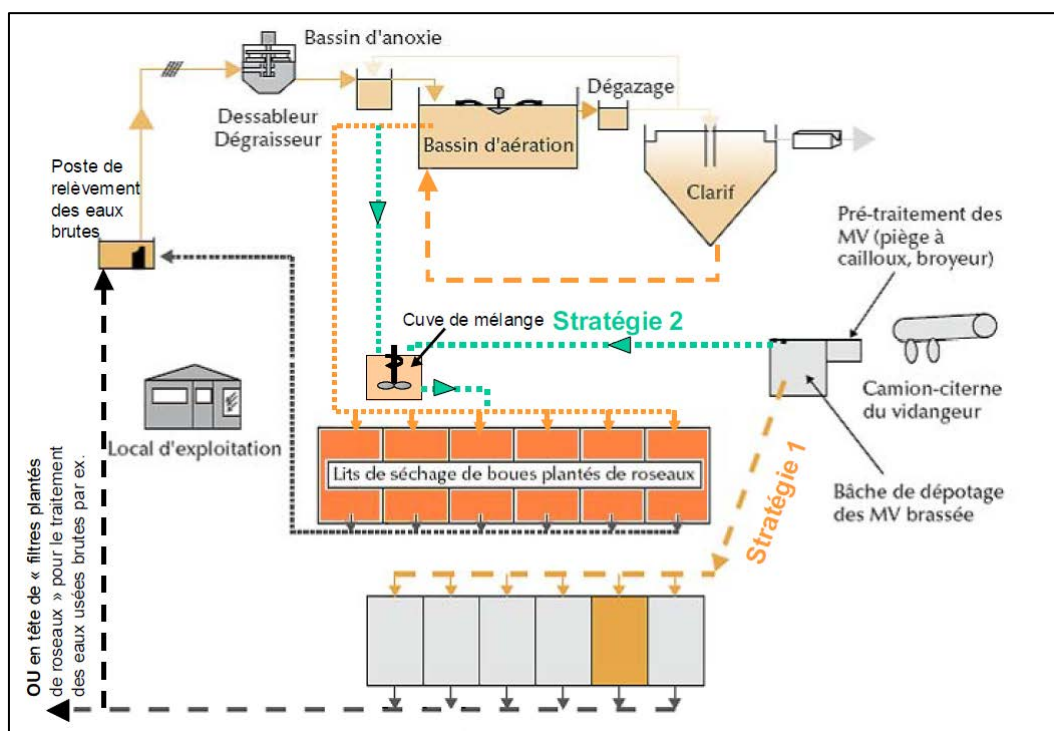 Bassin d'anoxie
Dessableur
Dégraisseur
Dégazage
Bassin d'aération
Clarif
Poste de
relèvement
des eaux
brutes
Pré-traitement des
MV (piège à
cailloux, broyeur)
Cuve de mélange
Stratégie 2
Camion-citerne
du vidangeur
Local d'exploitation
Lits de séchage de boues plantés de roseaux
Stratégie 1
Bâche de dépotage
des MV brassée
OU en tête de « filtres plantés
de roseaux » pour le traitement
des eaux usées brutes par ex.